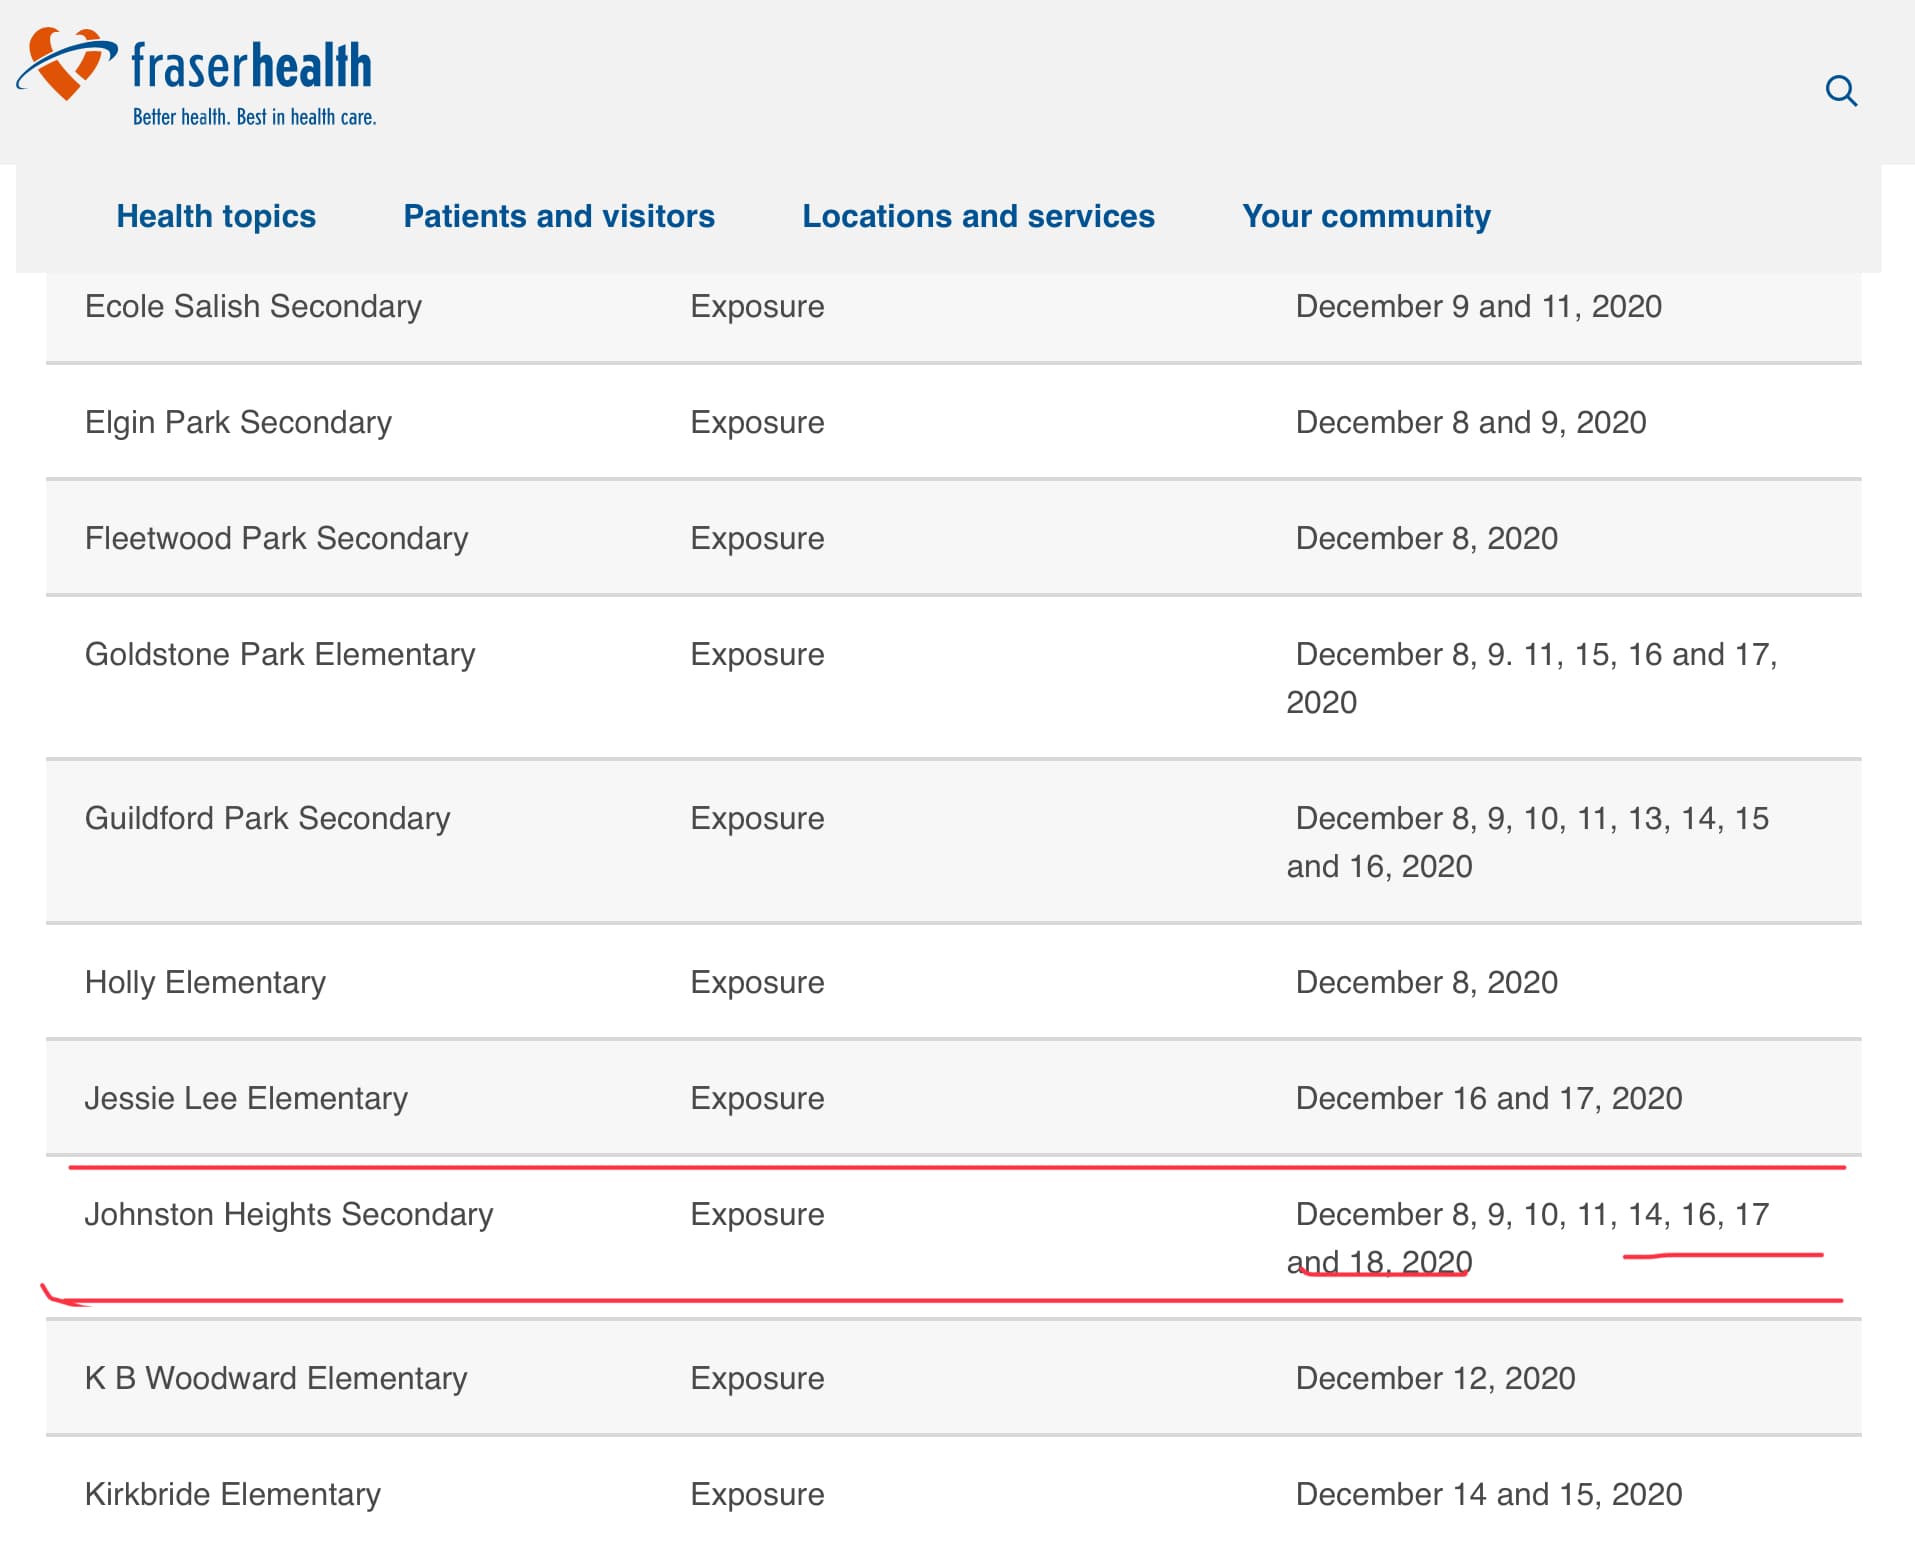 fraserhealth
Better health. Best in health care.
Health topics Patients and visitors Locations and services Your community
Ecole Salish Secondary Exposure December 9 and 11, 2020
Elgin Park Secondary Exposure December 8 and 9, 2020
Fleetwood Park Secondary Exposure December 8, 2020
Goldstone Park Elementary Exposure December 8, 9. 11, 15, 16 and 17,
2020
Guildford Park Secondary Exposure December 8, 9, 10, 11, 13, 14, 15
and 16, 2020
Holly Elementary Exposure December 8, 2020
Jessie Lee Elementary Exposure December 16 and 17, 2020
Johnston Heights Secondary Exposure December 8, 9, 10, 11, 14, 16, 17
and 18, 2020
K B Woodward Elementary Exposure December 12, 2020
Kirkbride Elementary Exposure December 14 and 15, 2020